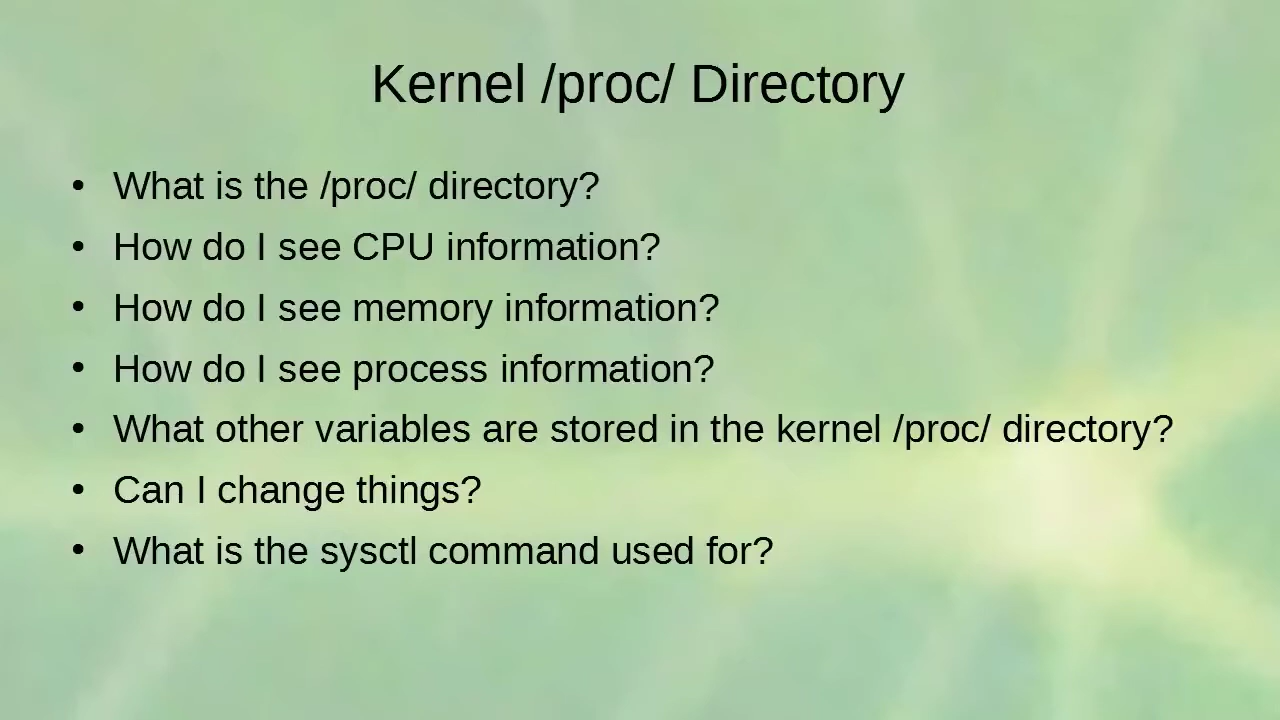 Kernel /proc/ Directory
• What is the /proc/ directory?
• How do I see CPU information?
• How do I see memory information?
• How do I see process information?
• What other variables are stored in the kernel /proc/ directory?
• Can I change things?
• What is the sysctl command used for?